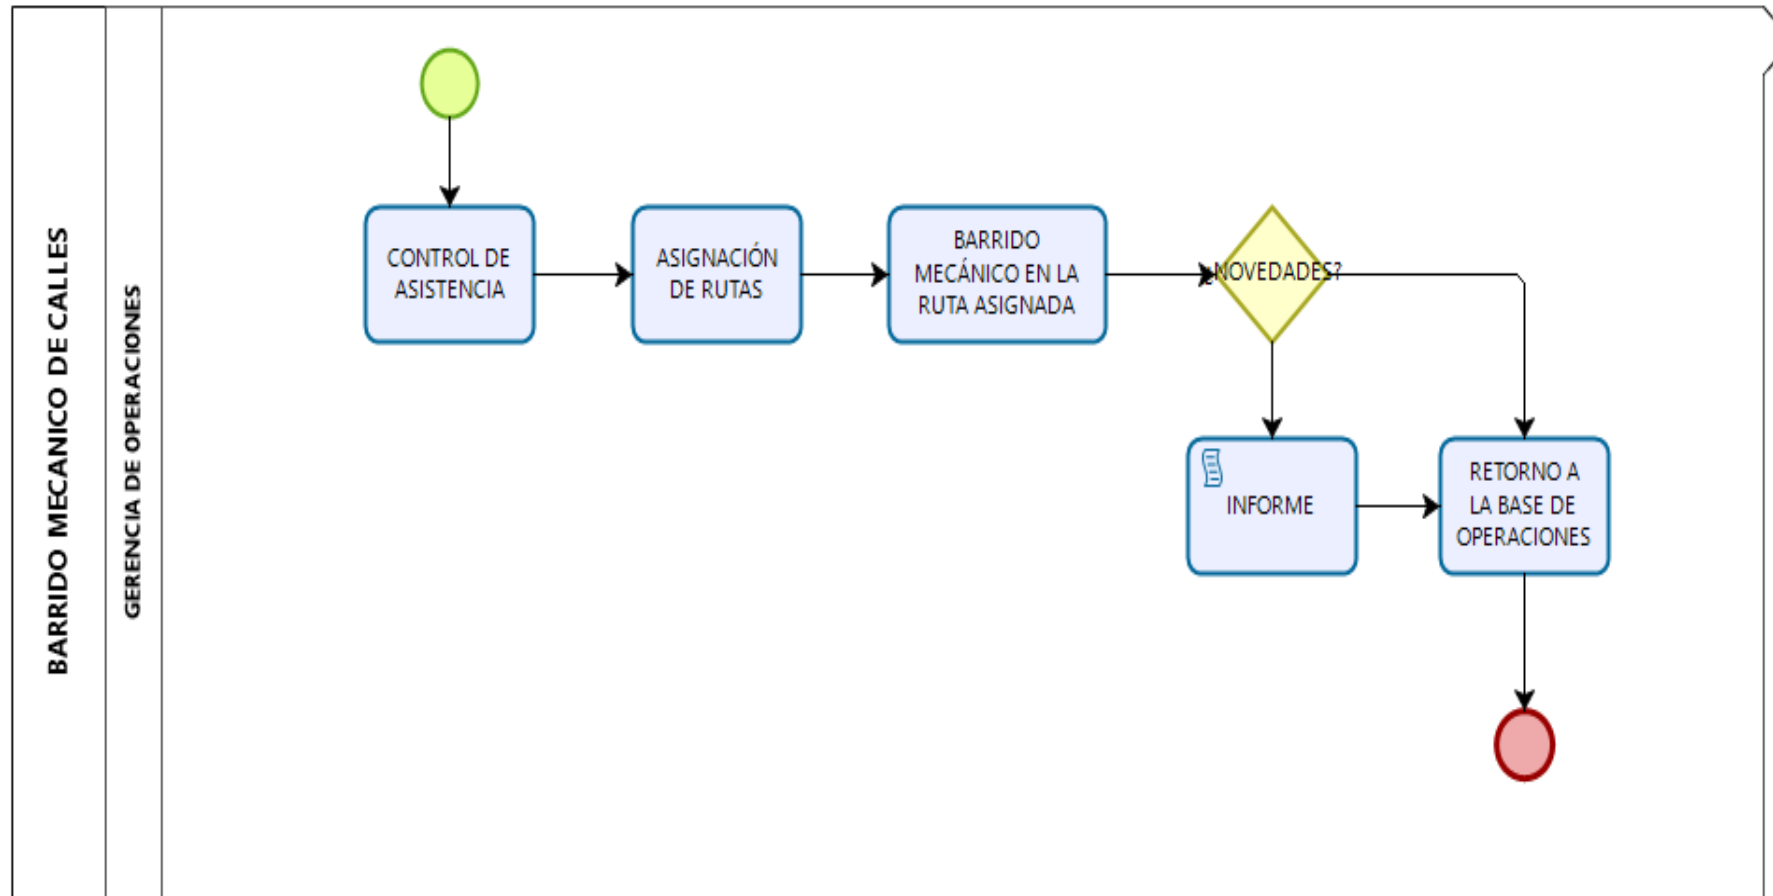 BARRIDO MECANICO DE CALLES
GERENCIA DE OPERACIONES
CONTROL DE
ASISTENCIA
ASIGNACIÓN
DE RUTAS
BARRIDO
MECÁNICO EN LA
RUTA ASIGNADA
¿NOVEDADES?
INFORME
RETORNO A
LA BASE DE
OPERACIONES